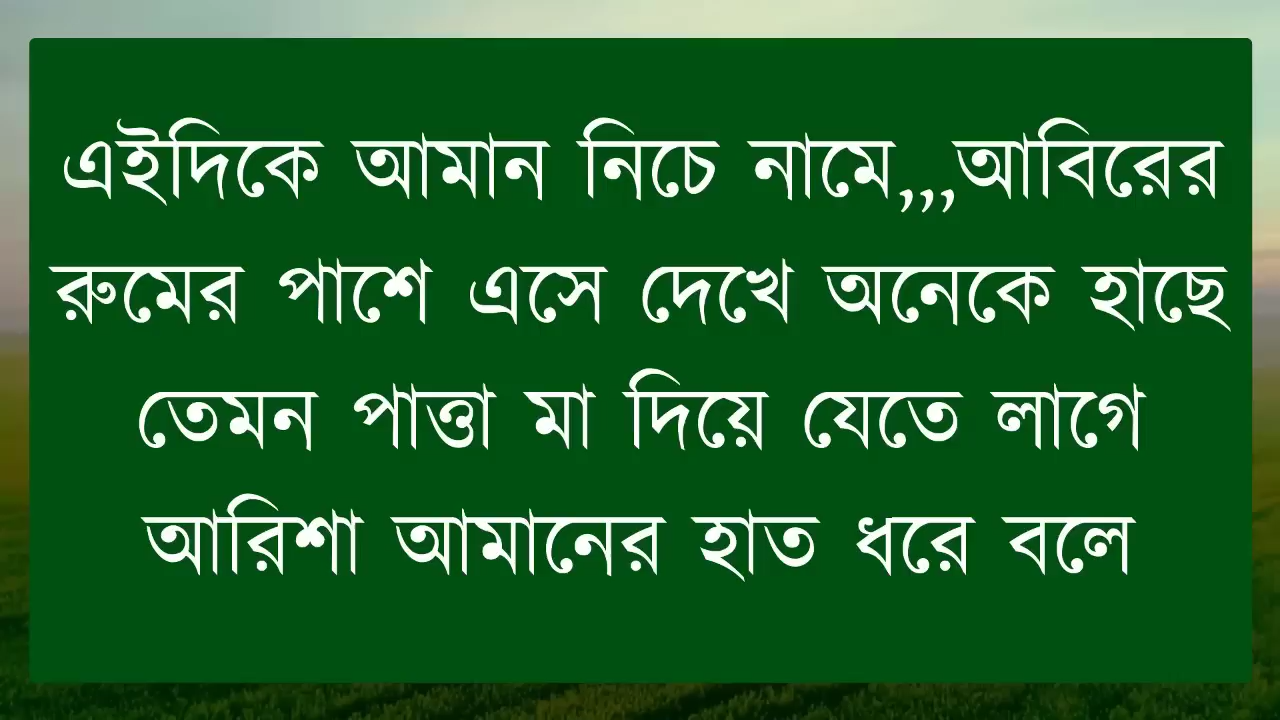 এইদিকে আমান নিচে নামে,,,আবিরের
রুমের পাশে এসে দেখে অনেকে হাছে
তেমন পাত্তা মা দিয়ে যেতে লাগে
আরিশা আমানের হাত ধরে বলে